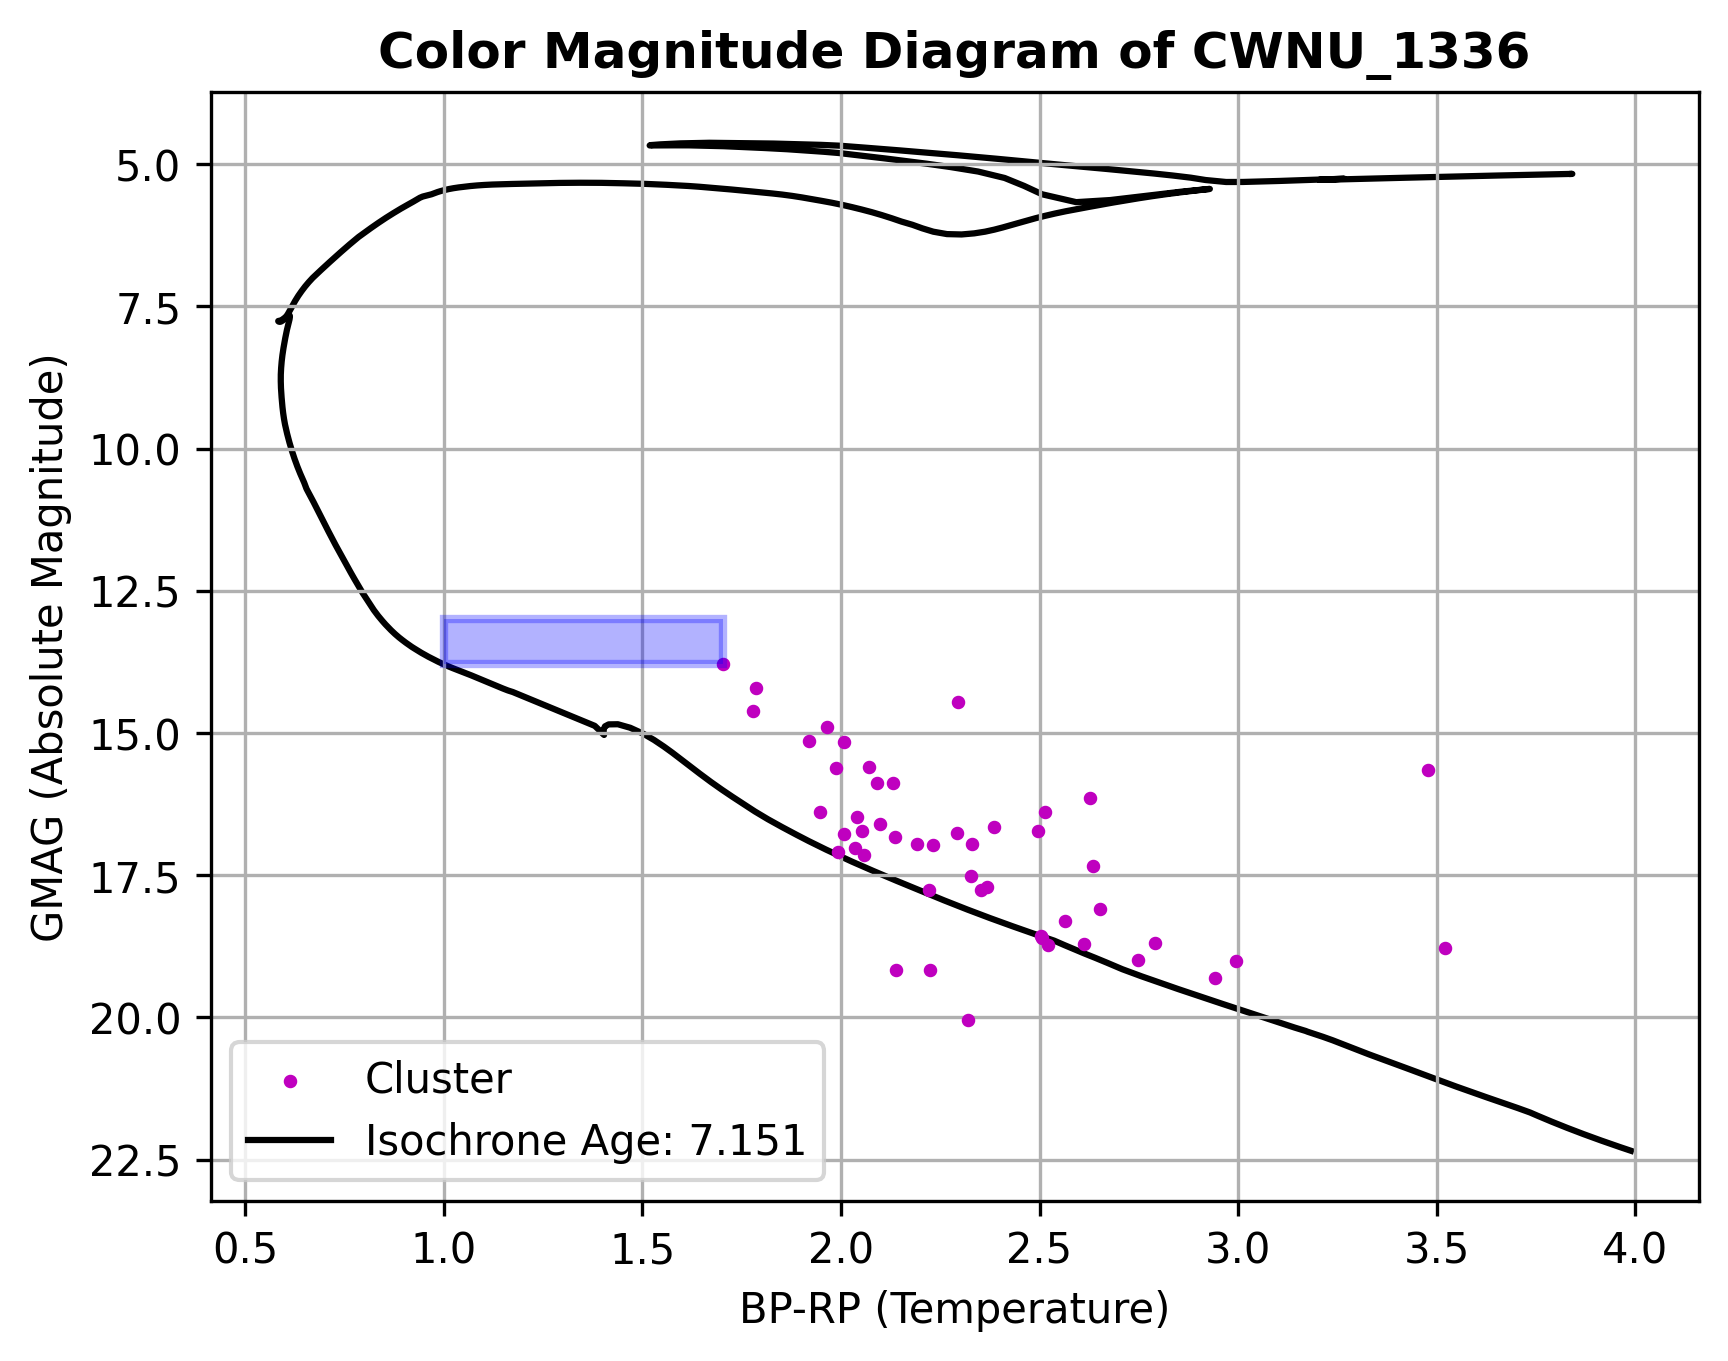 Color Magnitude Diagram of CWNU_1336
GMAG (Absolute Magnitude)
5.0
7.5
10.0
12.5
15.0
17.5
20.0
22.5
Cluster
Isochrone Age: 7.151
0.5 1.0 1.5 2.0 2.5 3.0 3.5 4.0
BP-RP (Temperature)